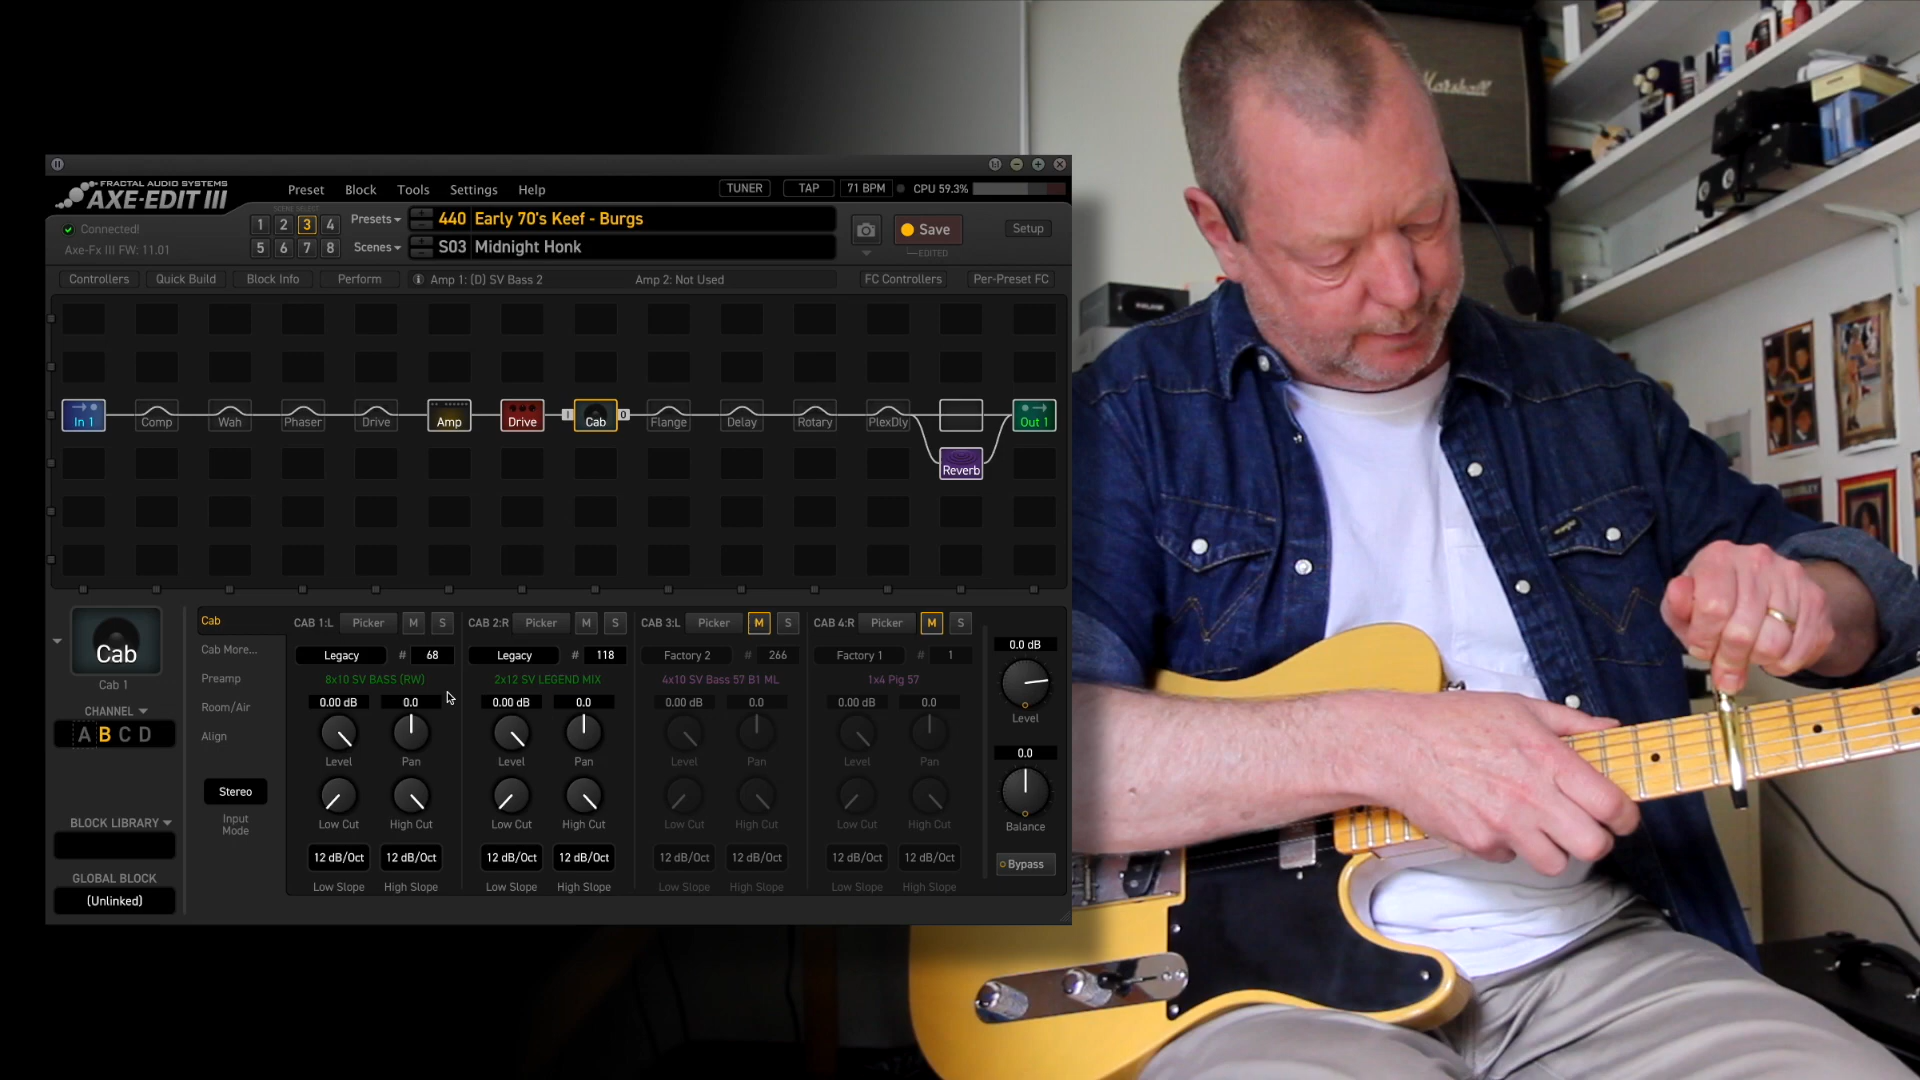 FRACTAL AUDIO SYSTEMS
AXE-EDIT III
Preset Block Tools Settings Help
TUNER TAP 71 BPM CPU 59.3%
SCENE SELECT
1 2 3 4
5 6 7 8
Connected!
Axe-Fx III FW: 11.01
Presets 440 Early 70's Keef - Burgs
Scenes S03 Midnight Honk
Save
EDITED
Setup
Controllers Quick Build Block Info Perform Amp 1: (D) SV Bass 2 Amp 2: Not Used FC Controllers Per-Preset FC
In 1 Comp Wah Phaser Drive Amp Drive I Cab O Flange Delay Rotary PlexDly Out 1
Reverb
Cab
Cab 1
CHANNEL
A B C D
BLOCK LIBRARY
GLOBAL BLOCK
(Unlinked)
Cab
Cab More...
Preamp
Room/Air
Align
Stereo
Input Mode
CAB 1:L Picker M S CAB 2:R Picker M S CAB 3:L Picker M S CAB 4:R Picker M S
Legacy # 68 Legacy # 118 Factory 2 # 266 Factory 1 # 1
8x10 SV BASS (RW) 2x12 SV LEGEND MIX 4x10 SV Bass 57 B1 ML 1x4 Pig 57
0.00 dB 0.0 0.00 dB 0.0 0.00 dB 0.0 0.00 dB 0.0
Level Pan Level Pan Level Pan Level Pan
Low Cut High Cut Low Cut High Cut Low Cut High Cut Low Cut High Cut
12 dB/Oct 12 dB/Oct 12 dB/Oct 12 dB/Oct 12 dB/Oct 12 dB/Oct 12 dB/Oct 12 dB/Oct
Low Slope High Slope Low Slope High Slope Low Slope High Slope Low Slope High Slope
0.0 dB
Level
0.0
Balance
Bypass
Marshall